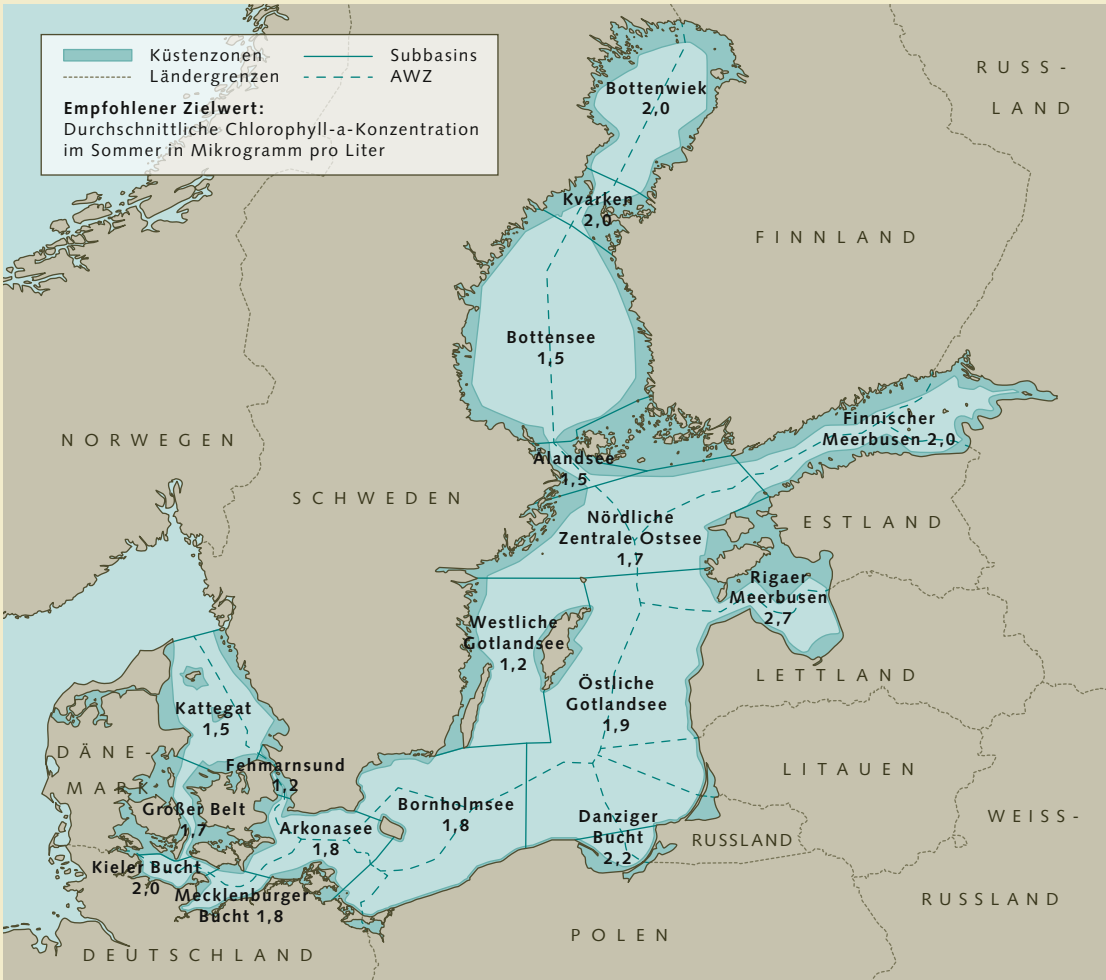 Küstenzonen
Subbasins
Ländergrenzen
AWZ
Empfohlener Zielwert:
Durchschnittliche Chlorophyll-a-Konzentration
im Sommer in Mikrogramm pro Liter
RUSS-
LAND
Bottenwiek
2,0
Kvarken
2,0
FINNLAND
Bottensee
1,5
Finnischer
Meerbusen 2,0
NORWEGEN
Ålandsee
1,5
SCHWEDEN
Nördliche
Zentrale Ostsee
1,7
ESTLAND
Rigaer
Meerbusen
2,7
Westliche
Gotlandsee
1,2
LETTLAND
Östliche
Gotlandsee
1,9
Kattegat
1,5
DÄNE-
MARK
Fehmarnsund
1,2
LITAUEN
Großer Belt
1,7
Bornholmsee
1,8
Arkonasee
1,8
Danziger
Bucht
2,2
WEISS-
RUSSLAND
RUSSLAND
Kieler Bucht
2,0
Mecklenburger
Bucht 1,8
POLEN
DEUTSCHLAND